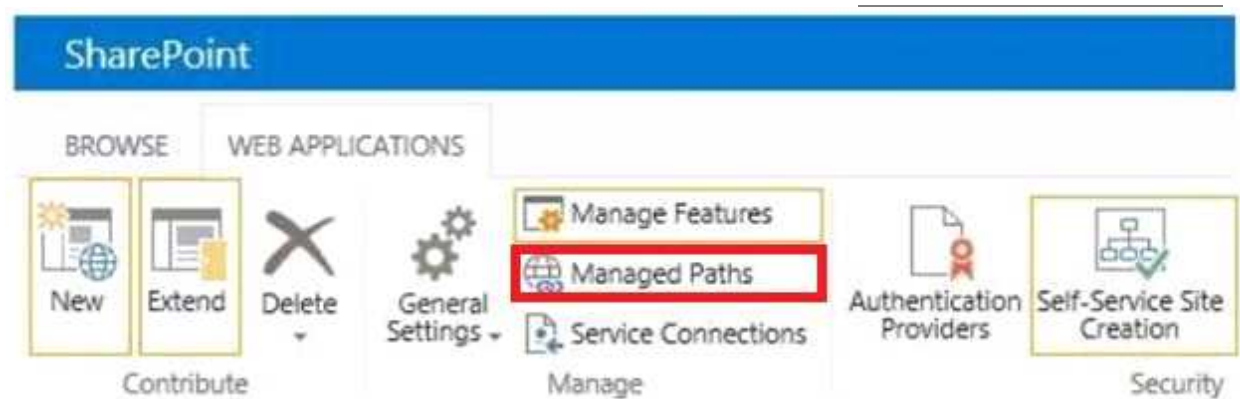 SharePoint
BROWSE WEB APPLICATIONS
New
Extend
Delete
General
Settings
Manage Features
Managed Paths
Service Connections
Authentication
Providers
Self-Service Site
Creation
Contribute
Manage
Security